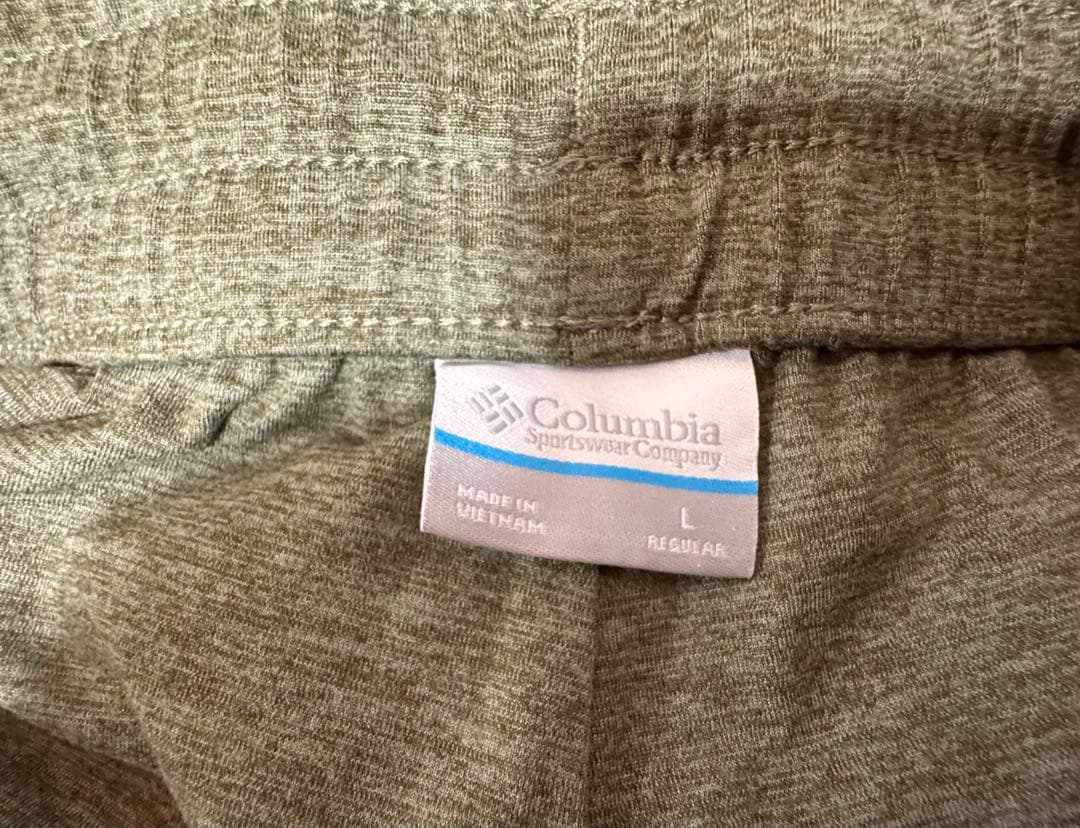 Columbia
Sportswear Company
MADE IN
VIETNAM
L
REGULAR